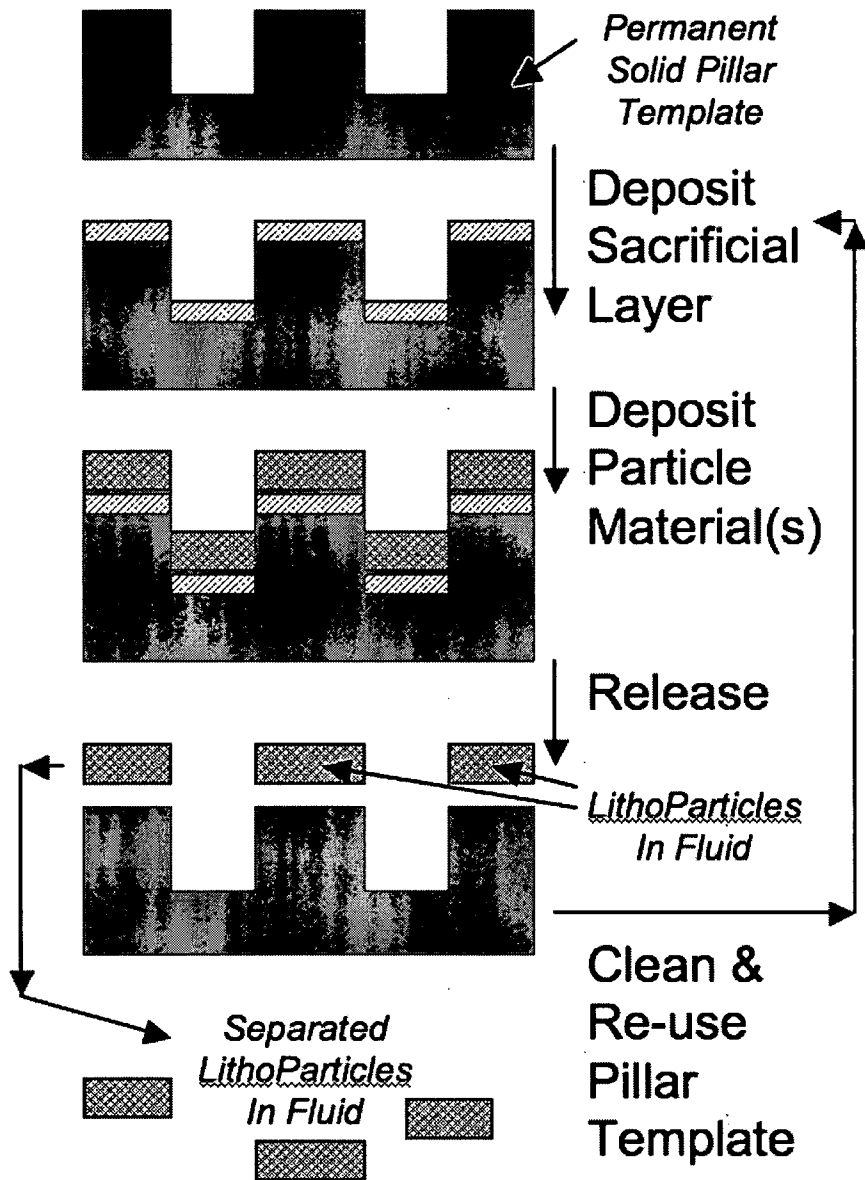 Permanent
Solid Pillar
Template
Deposit
Sacrificial
Layer
Deposit
Particle
Material(s)
Release
LithoParticles
In Fluid
Clean &
Re-use
Pillar
Template
Separated
LithoParticles
In Fluid